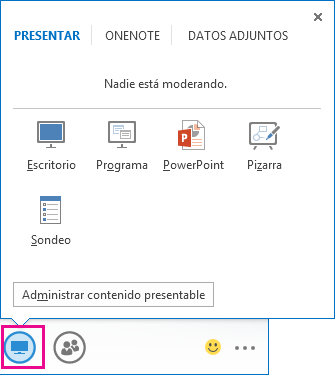 PRESENTAR ONENOTE DATOS ADJUNTOS
Nadie está moderando.
Escritorio Programa PowerPoint Pizarra
Sondeo
Administrar contenido presentable